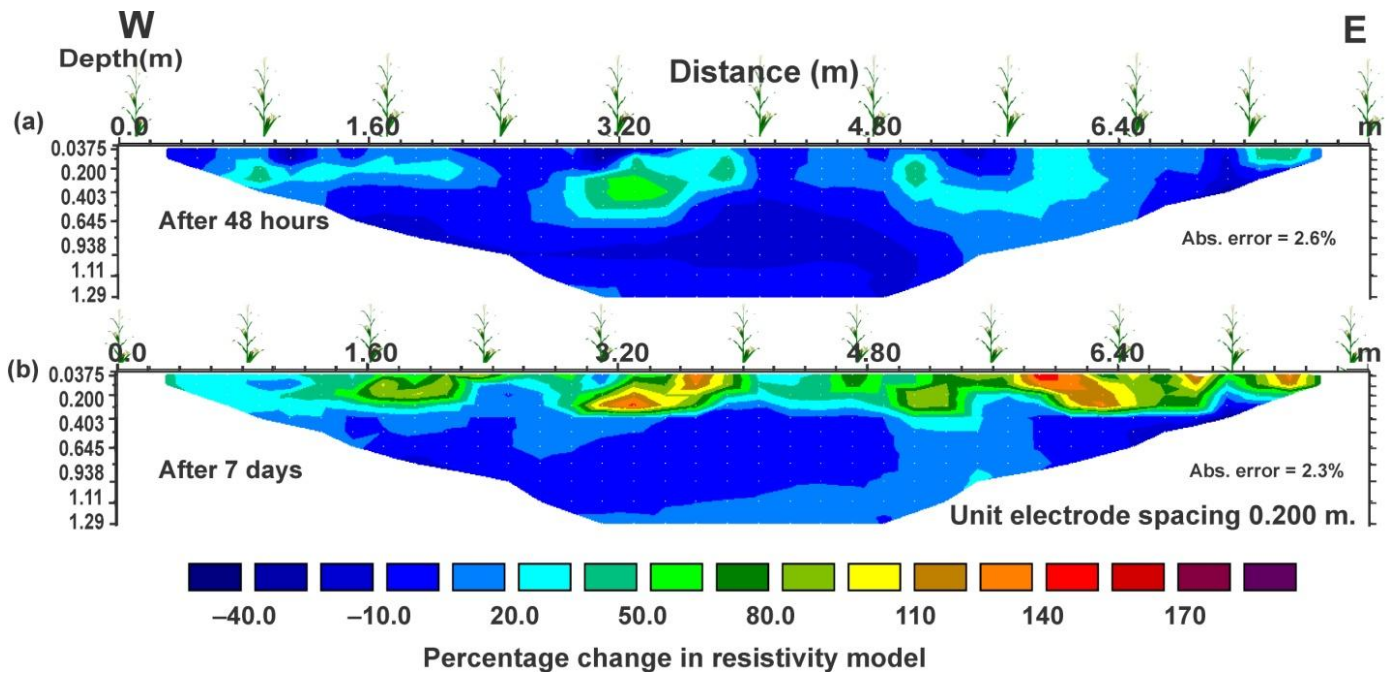 W E
Depth(m) Distance (m)
(a) 0.0 1.60 3.20 4.80 6.40 m
0.0375
0.200
0.403
0.645
0.938
1.11
1.29
After 48 hours
Abs. error = 2.6%
(b) 0.0 1.60 3.20 4.80 6.40 m
0.0375
0.200
0.403
0.645
0.938
1.11
1.29
After 7 days
Abs. error = 2.3%
Unit electrode spacing 0.200 m.
–40.0 –10.0 20.0 50.0 80.0 110 140 170
Percentage change in resistivity model